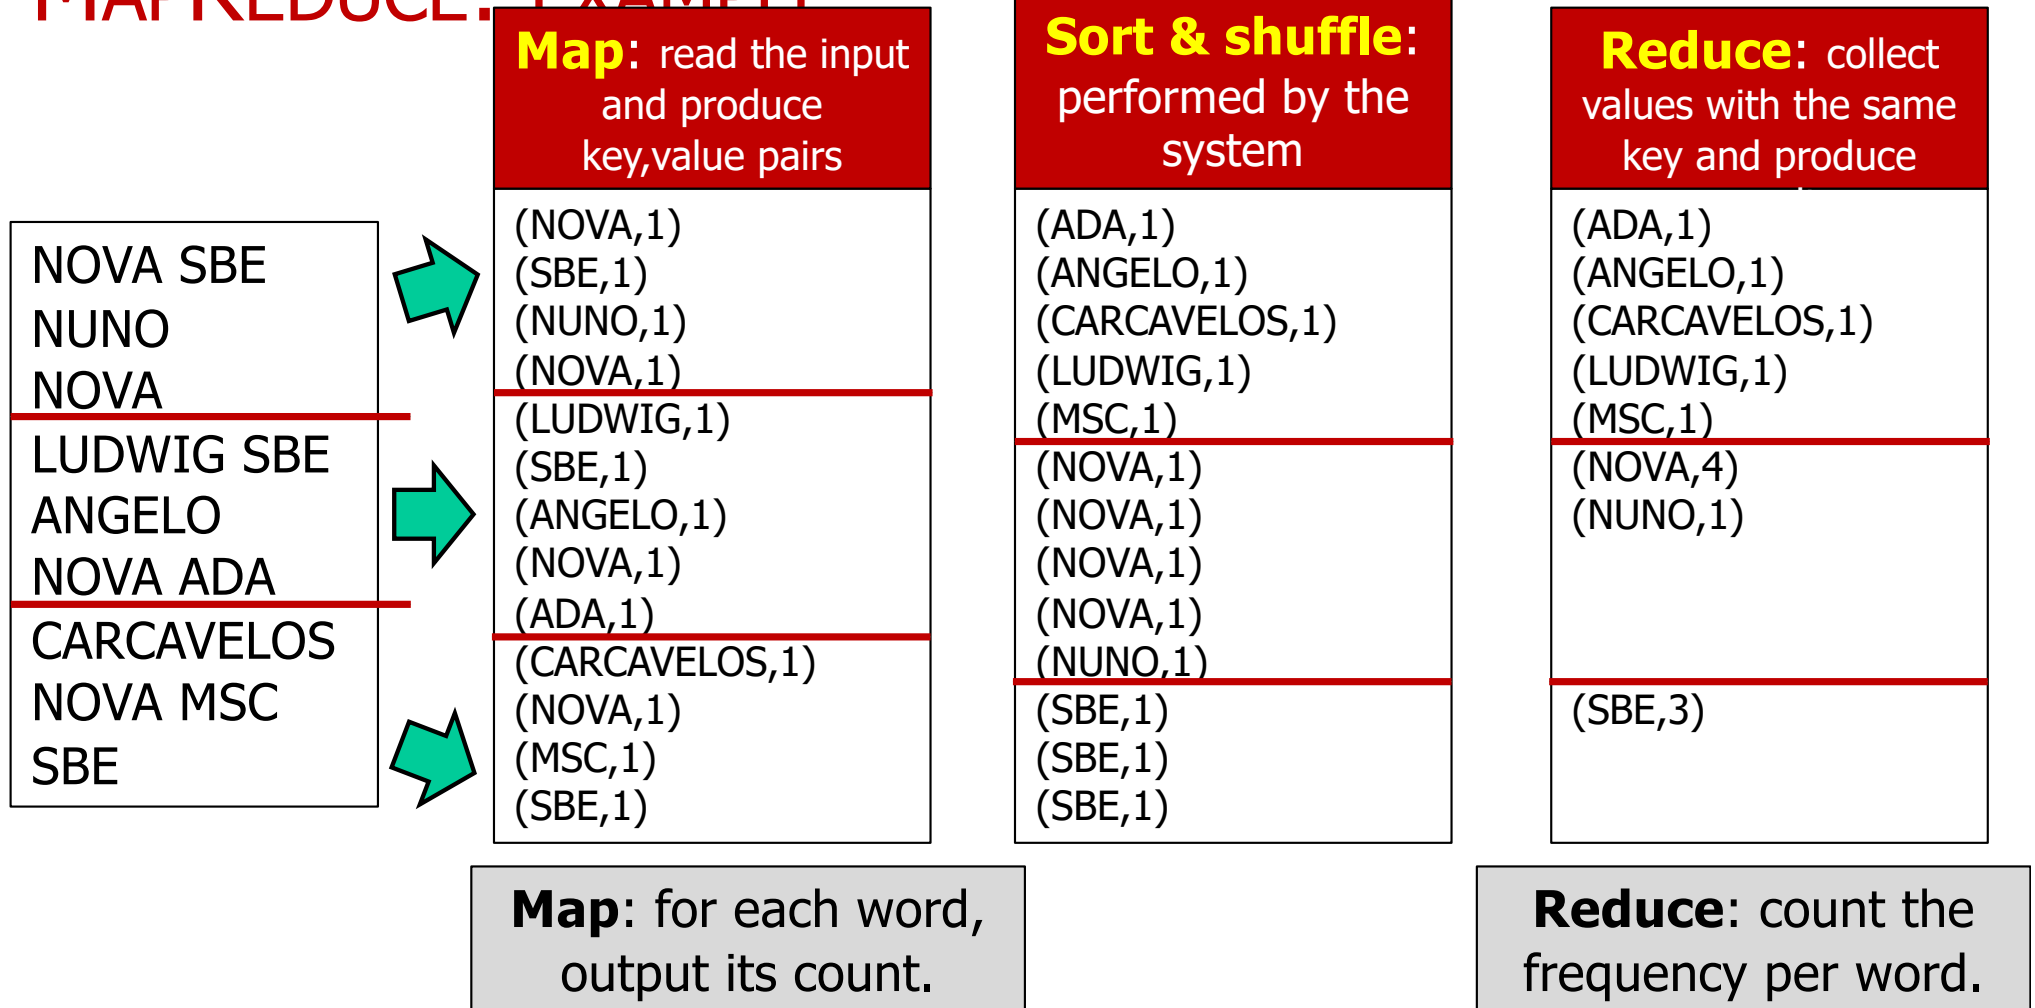 MAPREDUCE: EXAMPLE
NOVA SBE
NUNO
NOVA
LUDWIG SBE
ANGELO
NOVA ADA
CARCAVELOS
NOVA MSC
SBE
Map: read the input
and produce
key,value pairs
(NOVA,1)
(SBE,1)
(NUNO,1)
(NOVA,1)
(LUDWIG,1)
(SBE,1)
(ANGELO,1)
(NOVA,1)
(ADA,1)
(CARCAVELOS,1)
(NOVA,1)
(MSC,1)
(SBE,1)
Map: for each word,
output its count.
Sort & shuffle:
performed by the
system
(ADA,1)
(ANGELO,1)
(CARCAVELOS,1)
(LUDWIG,1)
(MSC,1)
(NOVA,1)
(NOVA,1)
(NOVA,1)
(NOVA,1)
(NUNO,1)
(SBE,1)
(SBE,1)
(SBE,1)
Reduce: collect
values with the same
key and produce
(ADA,1)
(ANGELO,1)
(CARCAVELOS,1)
(LUDWIG,1)
(MSC,1)
(NOVA,4)
(NUNO,1)
(SBE,3)
Reduce: count the
frequency per word.